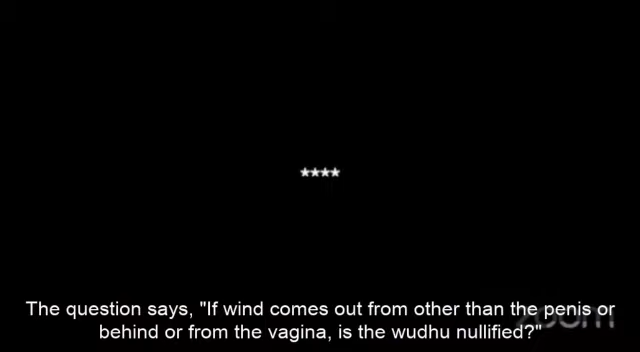 ****
The question says, "If wind comes out from other than the penis or
behind or from the vagina, is the wudhu nullified?"
zoom